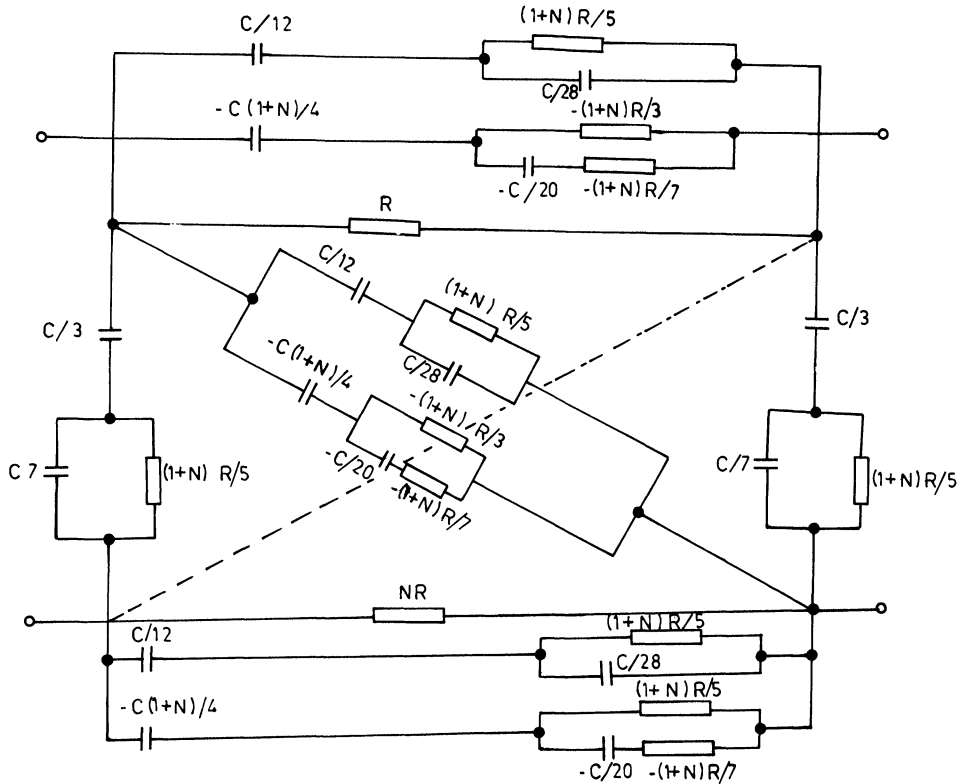 C/12
(1+N)R/5
C/28
-C(1+N)/4
-(1+N)R/3
-C/20
-(1+N)R/7
R
C/3
C/3
C/12
(1+N) R/5
C/28
-C(1+N)/4
-(1+N)/R/3
-C/20
-(1+N)R/7
C7
(1+N) R/5
C/7
(1+N)R/5
NR
C/12
(1+N)R/5
C/28
-C(1+N)/4
(1+N)R/5
-C/20
-(1+N)R/7